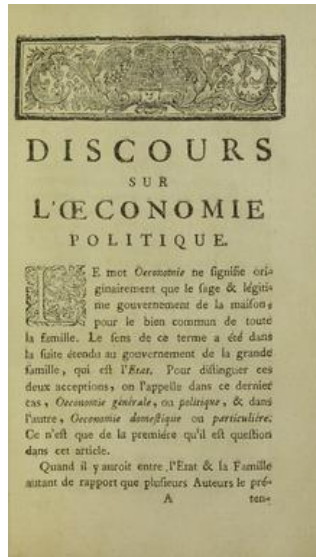 DISCOURS
SUR
L'ŒCONOMIE
POLITIQUE.
LE mot Oeconomie ne signifie ori-
ginairement que le sage & légiti-
me gouvernement de la maison,
pour le bien commun de toute
la famille. Le sens de ce terme a été dans
la suite étendu au gouvernement de la grande
famille, qui est l'Etat. Pour distinguer ces
deux acceptions, on l'appelle dans ce dernier
cas, Oeconomie générale, ou politique, & dans
l'autre, Oeconomie domestique ou particuliére.
Ce n'est que de la premiére qu'il est question
dans cet article.
Quand il y auroit entre l'Etat & la Famille
autant de rapport que plusieurs Auteurs le pré-
A ten-